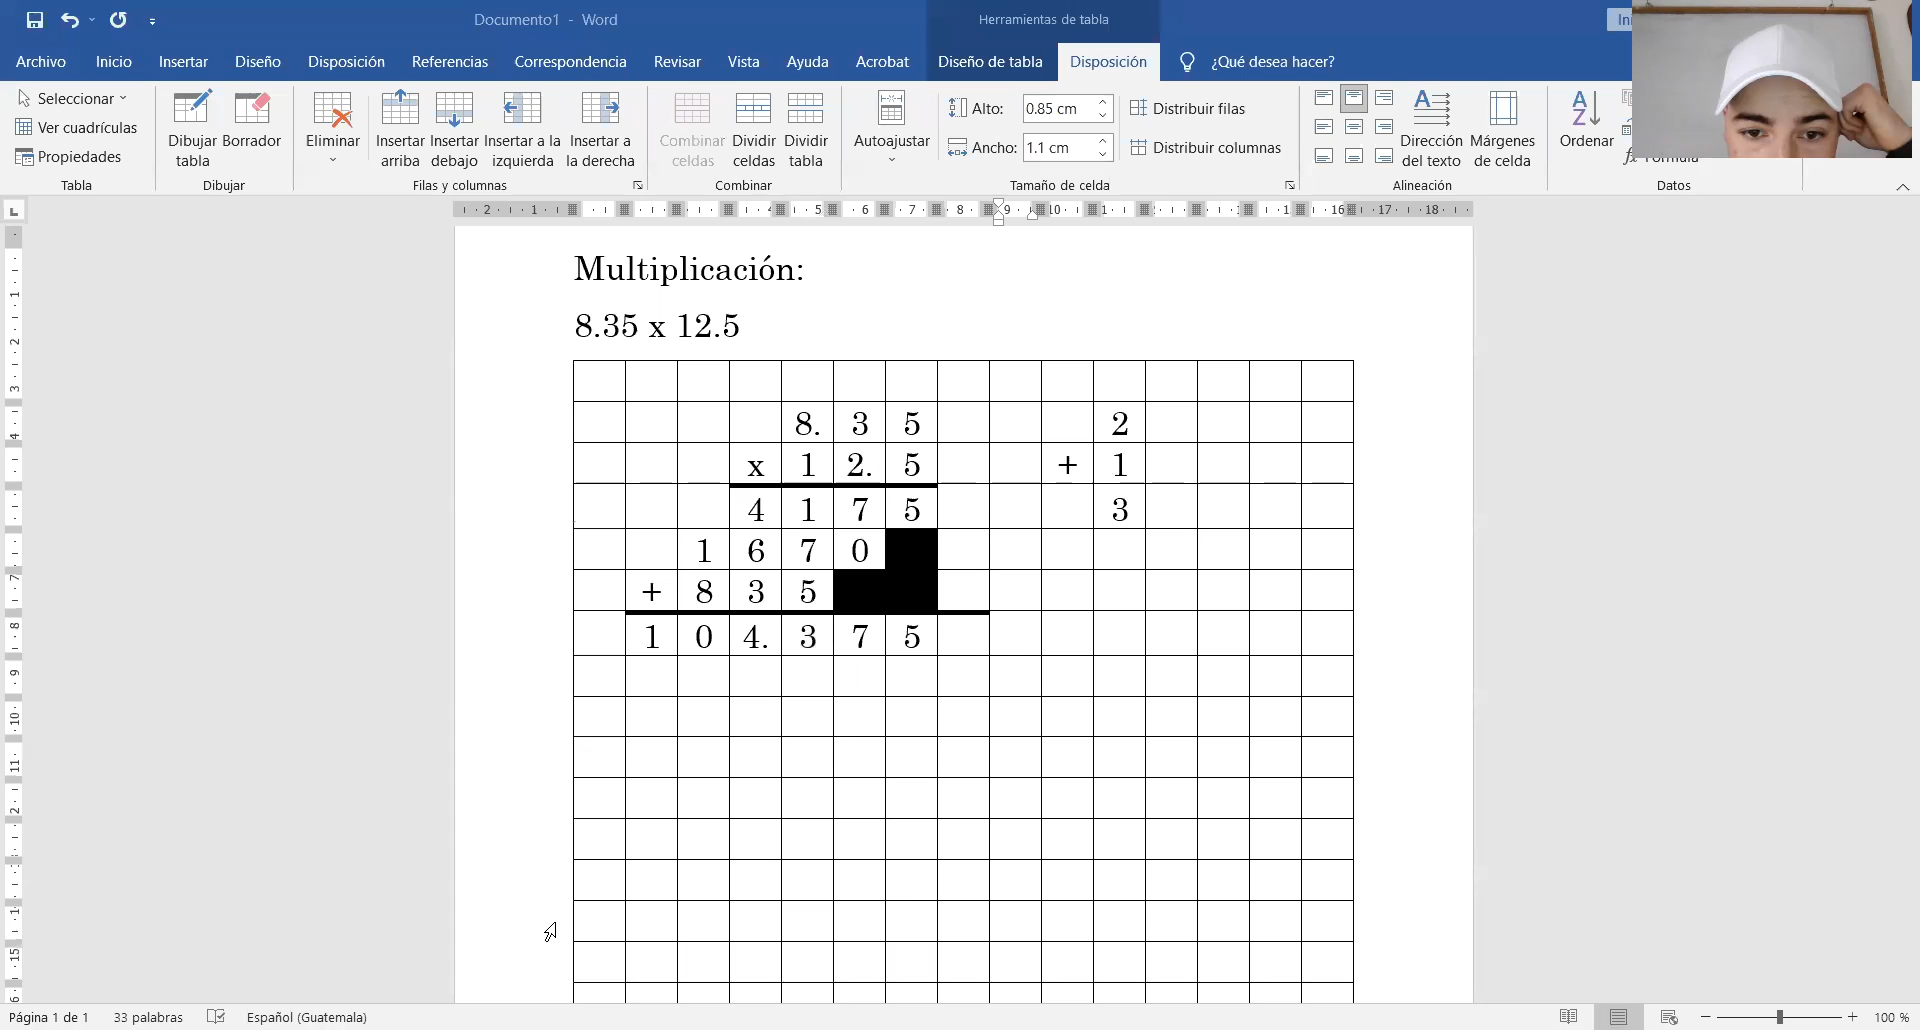 Documento1 - Word
Herramientas de tabla
Archivo Inicio Insertar Diseño Disposición Referencias Correspondencia Revisar Vista Ayuda Acrobat Diseño de tabla Disposición ¿Qué desea hacer?
Seleccionar
Ver cuadrículas
Propiedades
Tabla
Dibujar tabla
Borrador
Dibujar
Eliminar
Insertar arriba
Insertar debajo
Insertar a la izquierda
Insertar a la derecha
Filas y columnas
Combinar celdas
Dividir celdas
Dividir tabla
Combinar
Autoajustar
Alto: 0.85 cm
Ancho: 1.1 cm
Distribuir filas
Distribuir columnas
Tamaño de celda
Dirección del texto
Márgenes de celda
Alineación
Ordenar
Datos
Multiplicación:
8.35 x 12.5
8. 3 5 2
x 1 2. 5 + 1
4 1 7 5 3
1 6 7 0
+ 8 3 5
1 0 4. 3 7 5
Página 1 de 1 33 palabras Español (Guatemala) 100 %